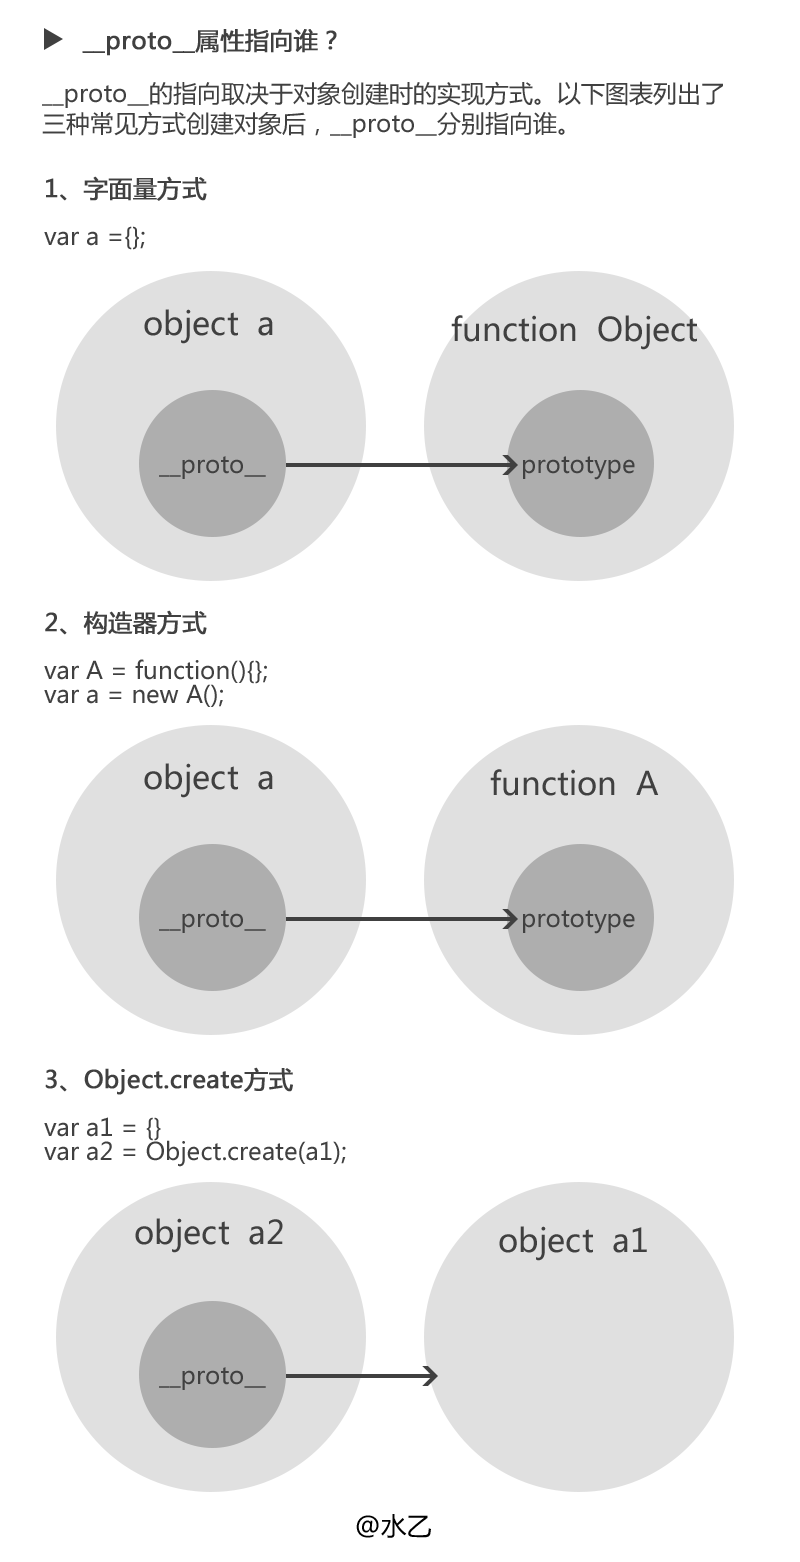 ▶ __proto__属性指向谁？
__proto__的指向取决于对象创建时的实现方式。以下图表列出了
三种常见方式创建对象后，__proto__分别指向谁。
1、字面量方式
var a ={};
object a
function Object
__proto__
prototype
2、构造器方式
var A = function(){};
var a = new A();
object a
function A
__proto__
prototype
3、Object.create方式
var a1 = {}
var a2 = Object.create(a1);
object a2
object a1
__proto__
@水乙